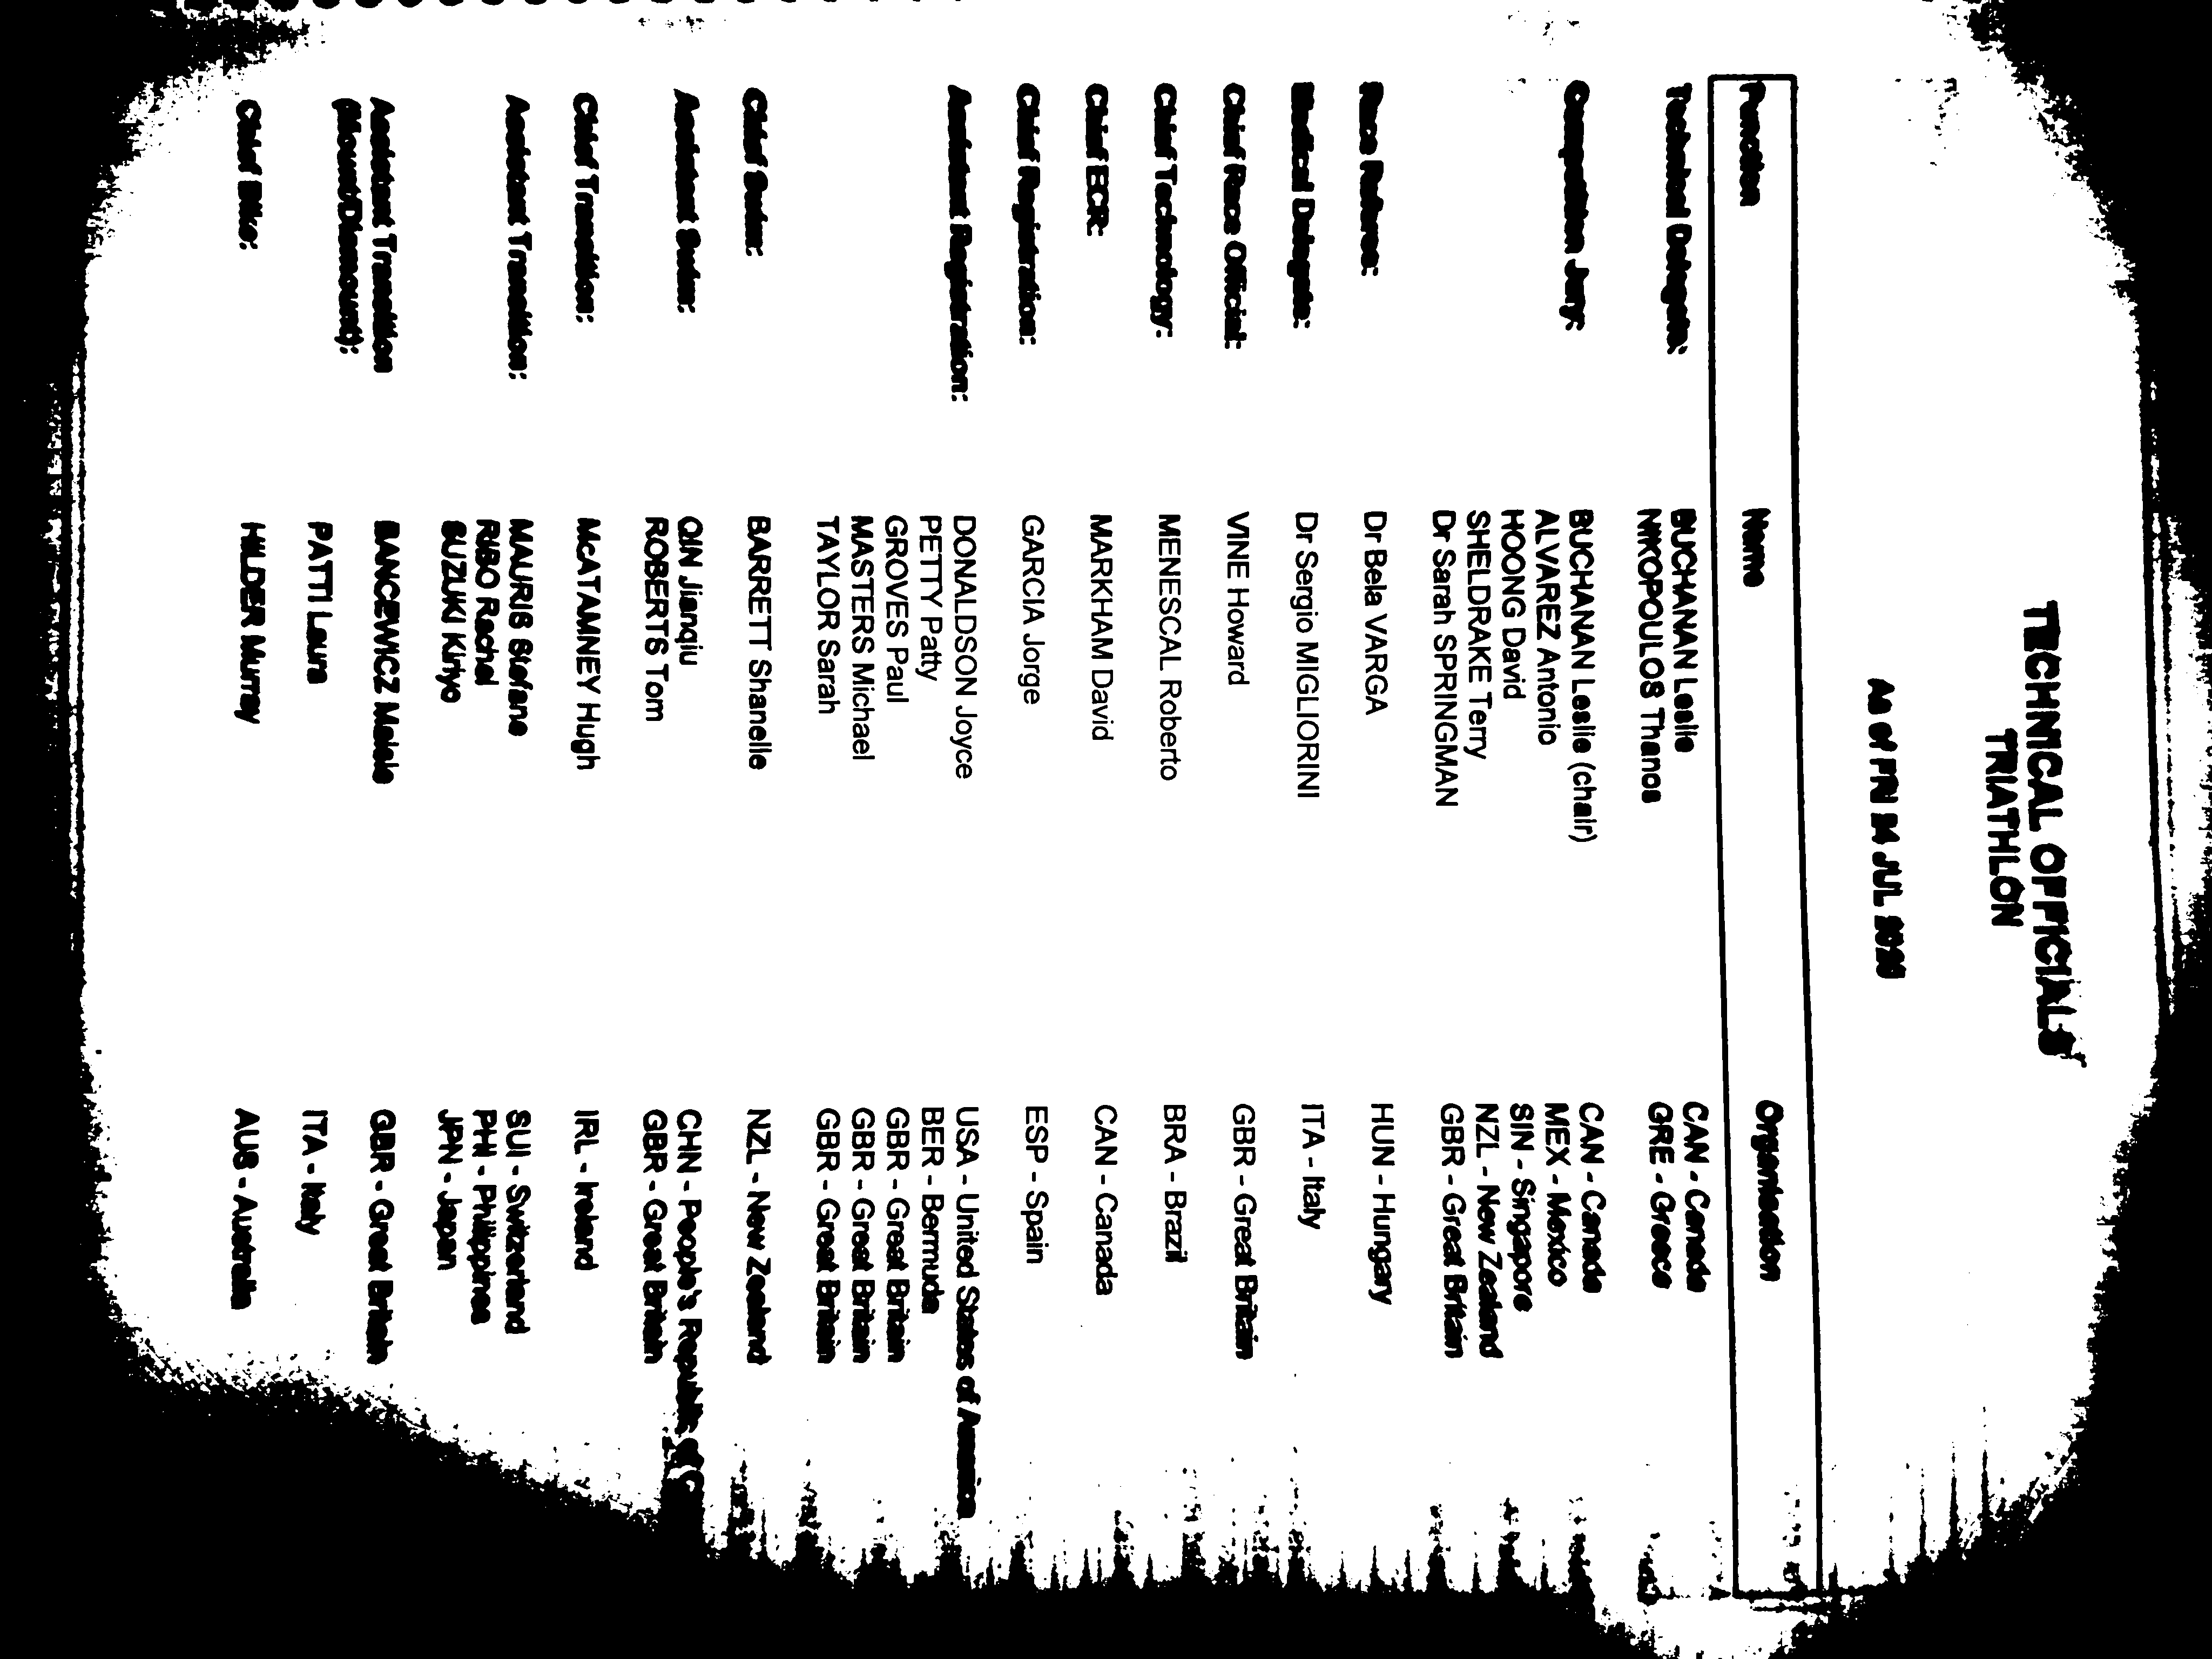 TECHNICAL OFFICIALS
TRIATHLON
As of FRI 24 JUL
Function Name Organisation
Technical Delegate: BUCHANAN Leslie CAN - Canada
NIKOPOULOS Thanos GRE - Greece
Competition Jury: BUCHANAN Leslie (chair) CAN - Canada
ALVAREZ Antonio MEX - Mexico
HOONG David SIN - Singapore
SHELDRAKE Terry NZL - New Zealand
Dr Sarah SPRINGMAN GBR - Great Britain
Race Referee: Dr Bela VARGA HUN - Hungary
Medical Delegate: Dr Sergio MIGLIORINI ITA - Italy
Chief Race Official: VINE Howard GBR - Great Britain
Chief Technology: MENESCAL Roberto BRA - Brazil
Chief ECR: MARKHAM David CAN - Canada
Chief Registration: GARCIA Jorge ESP - Spain
Assistant Registration: DONALDSON Joyce USA - United States of America
PETTY Patty BER - Bermuda
GROVES Paul GBR - Great Britain
MASTERS Michael GBR - Great Britain
TAYLOR Sarah GBR - Great Britain
Chief Swim: BARRETT Shanelle NZL - New Zealand
Assistant Swim: QIN Jianqiu CHN - People's Republic of
ROBERTS Tom GBR - Great Britain
Chief Transition: McATAMNEY Hugh IRL - Ireland
Assistant Transition: MAURIS Stefane SUI - Switzerland
RIBO Rachel PHI - Philippines
SUZUKI Kiriyo JPN - Japan
Assistant Transition BANCEWICZ GBR - Great Britain
(Mount/Dismount):
PATTI Laura ITA - Italy
Chief Bike: HILDER Murray AUS - Australia